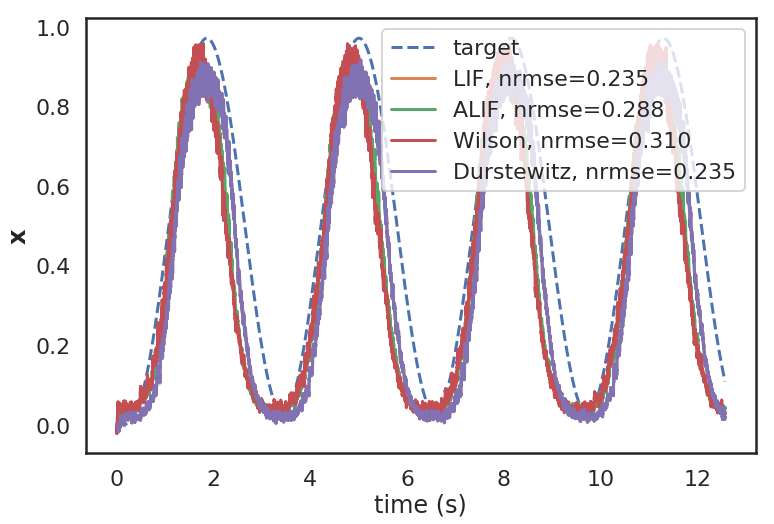 target
LIF, nrmse=0.235
ALIF, nrmse=0.288
Wilson, nrmse=0.310
Durstewitz, nrmse=0.235
1.0
0.8
0.6
0.4
0.2
0.0
x
0 2 4 6 8 10 12
time (s)